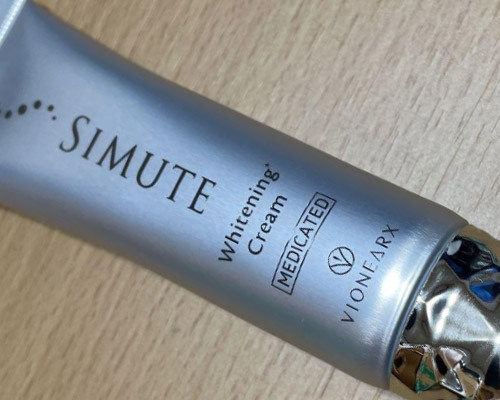 SIMUTE
Whitening*
Cream
MEDICATED
VIONEARX